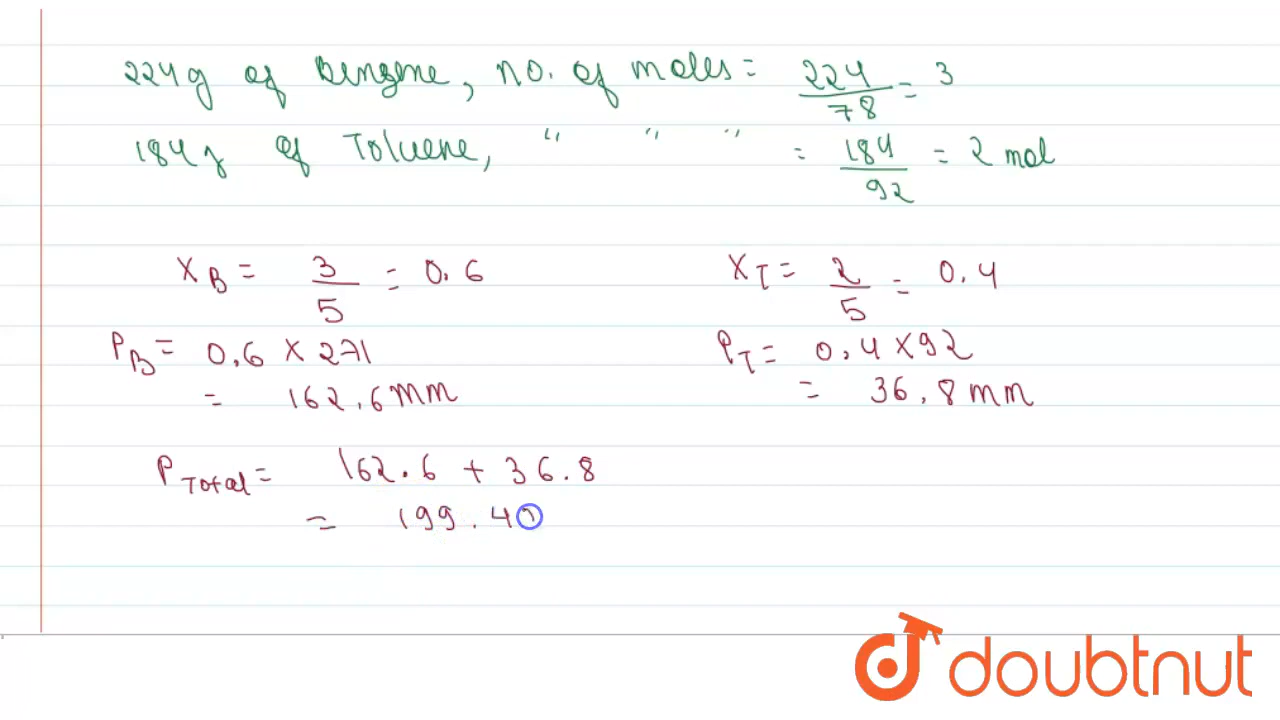 224g of Benzene, no. of moles = 224/78 = 3
184g of Toluene, " " " = 184/92 = 2 mol
XB = 3/5 = 0.6
XT = 2/5 = 0.4
PB = 0.6 × 271
= 162.6 mm
PT = 0.4 × 92
= 36.8 mm
PTotal = 162.6 + 36.8
= 199.4
doubtnut